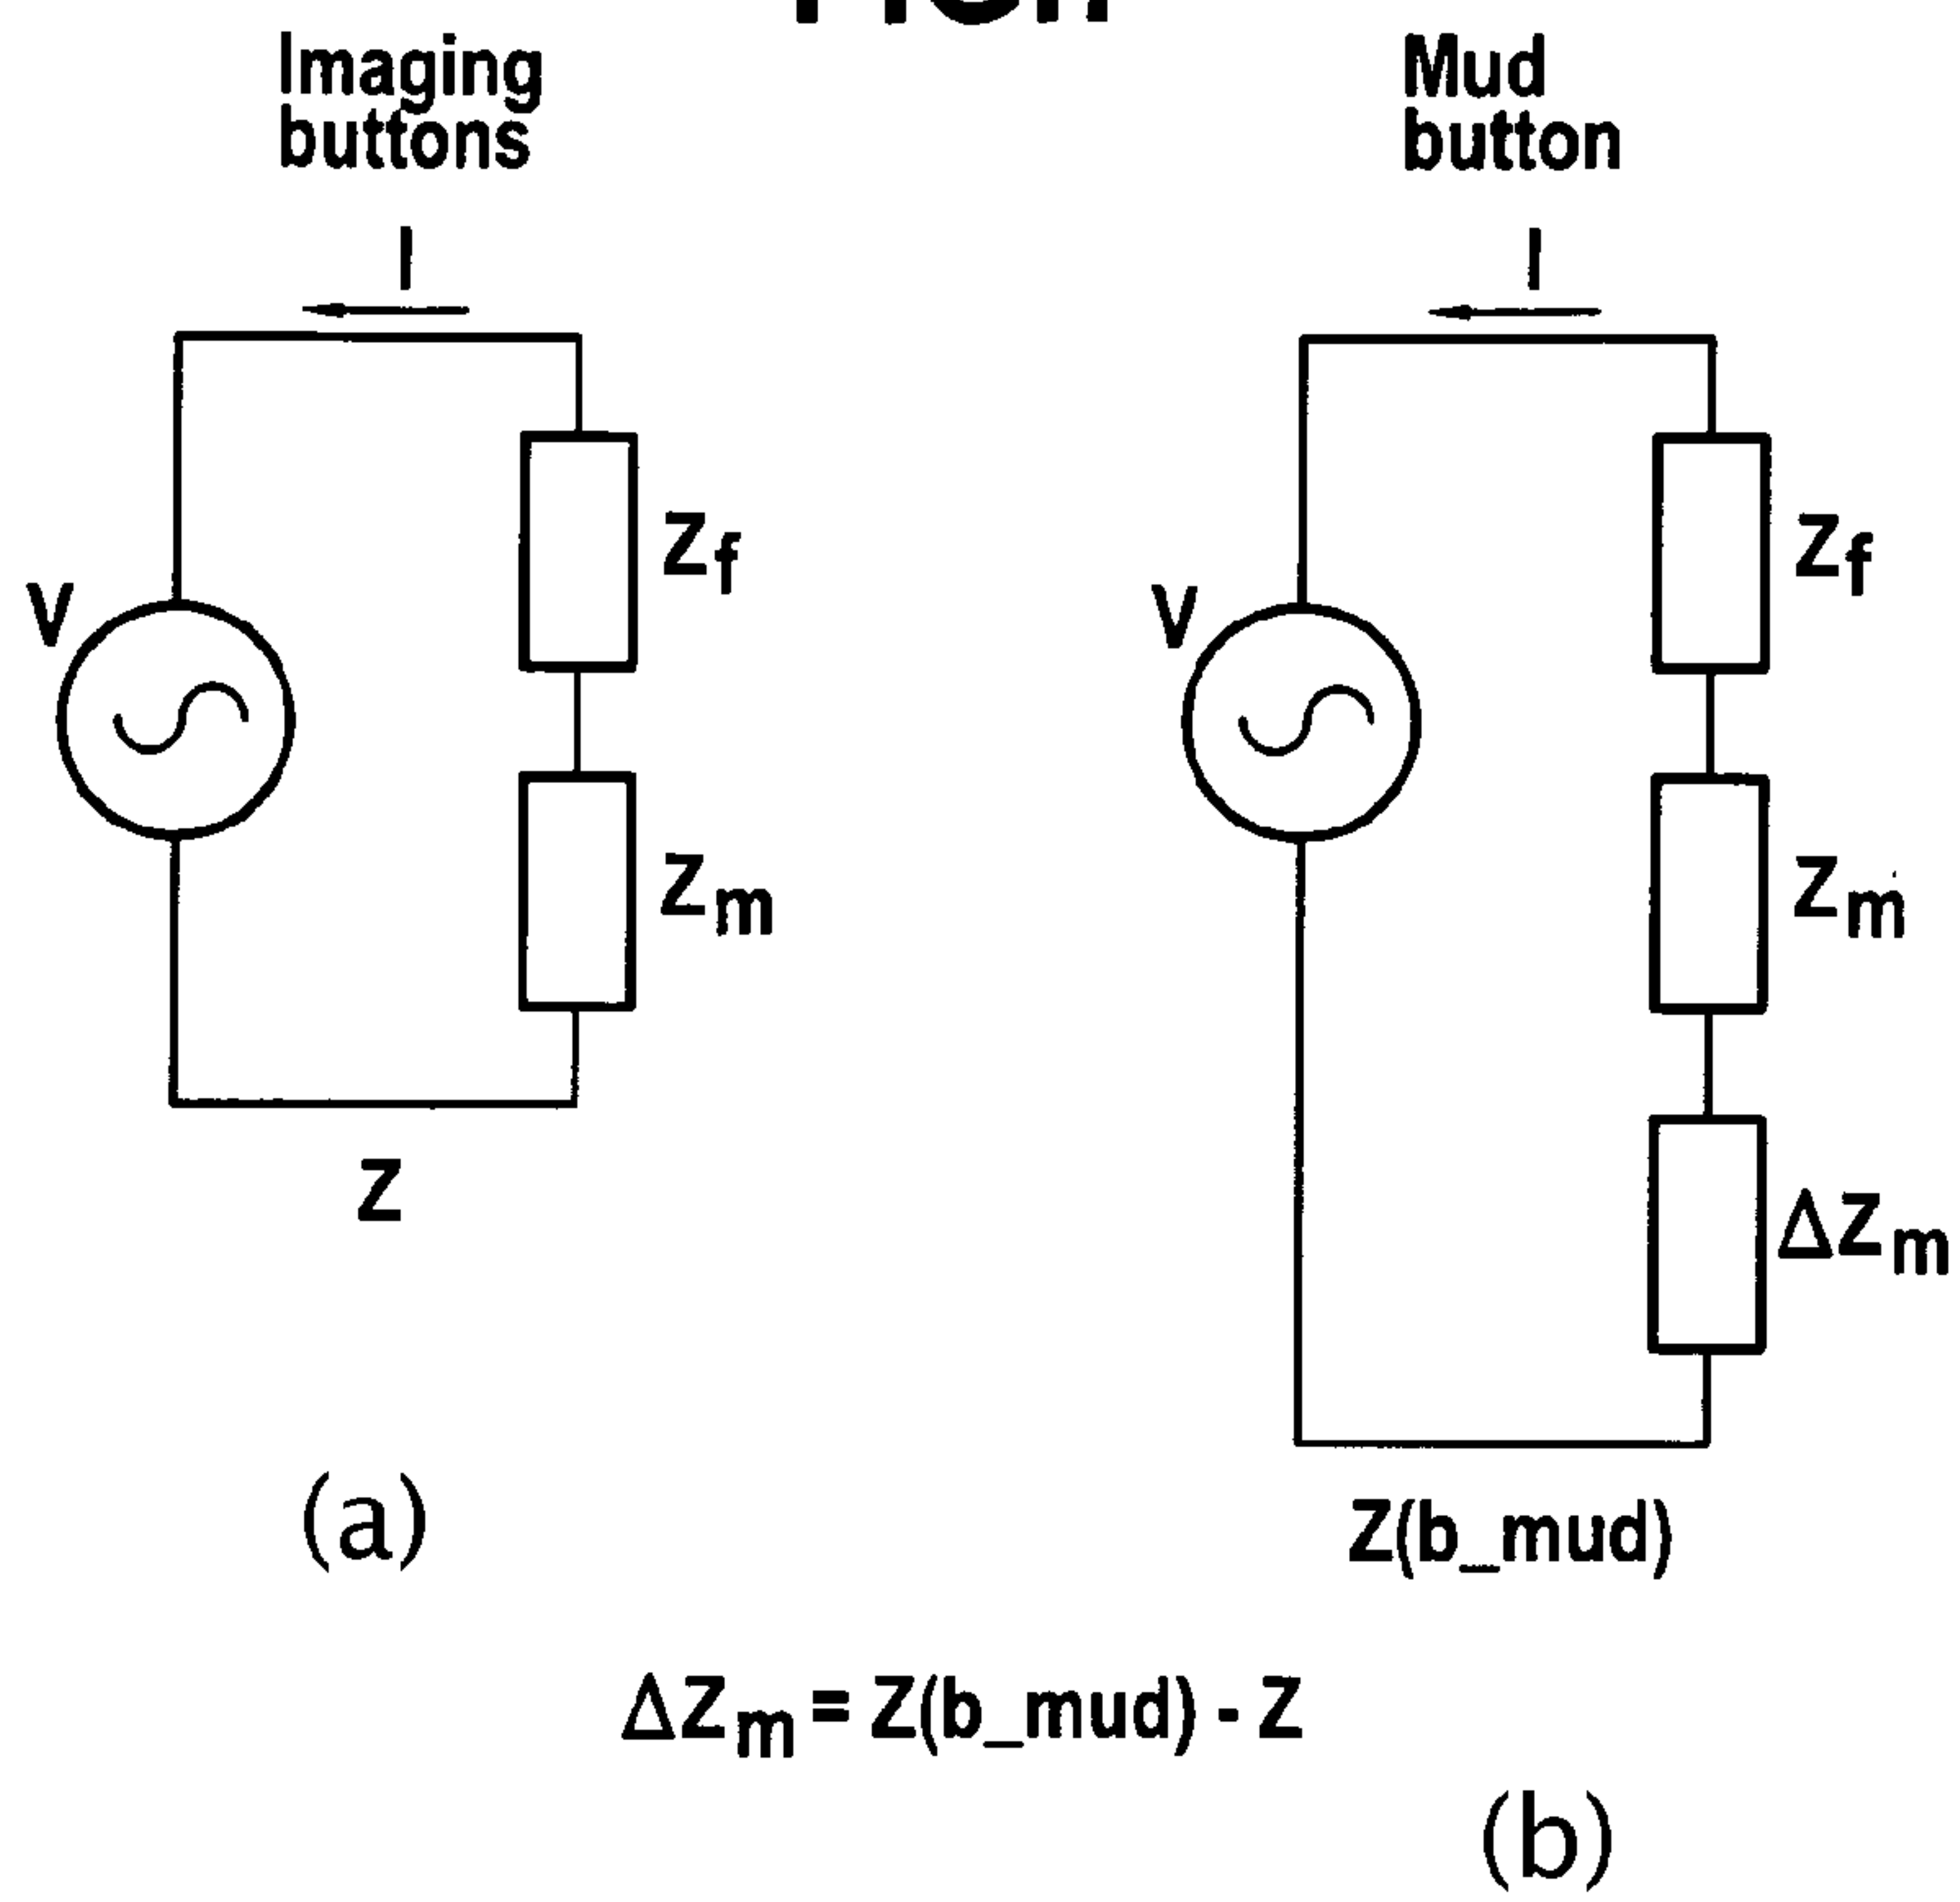 Imaging
buttons
I
V
Zf
Zm
Z
(a)
Mud
button
I
V
Zf
Zm
ΔZm
Z(b_mud)
ΔZm = Z(b_mud) - Z
(b)